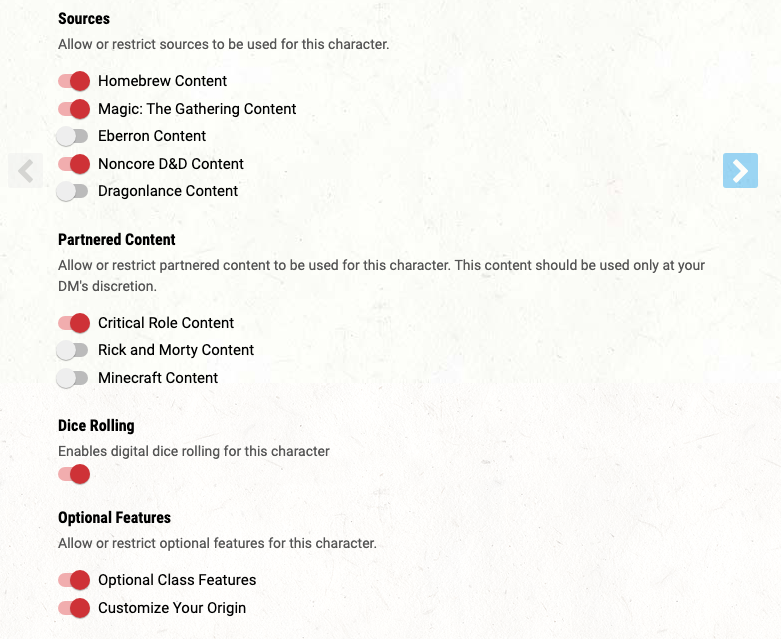 Sources
Allow or restrict sources to be used for this character.
Homebrew Content
Magic: The Gathering Content
Eberron Content
Noncore D&D Content
Dragonlance Content
Partnered Content
Allow or restrict partnered content to be used for this character. This content should be used only at your
DM's discretion.
Critical Role Content
Rick and Morty Content
Minecraft Content
Dice Rolling
Enables digital dice rolling for this character
Optional Features
Allow or restrict optional features for this character.
Optional Class Features
Customize Your Origin